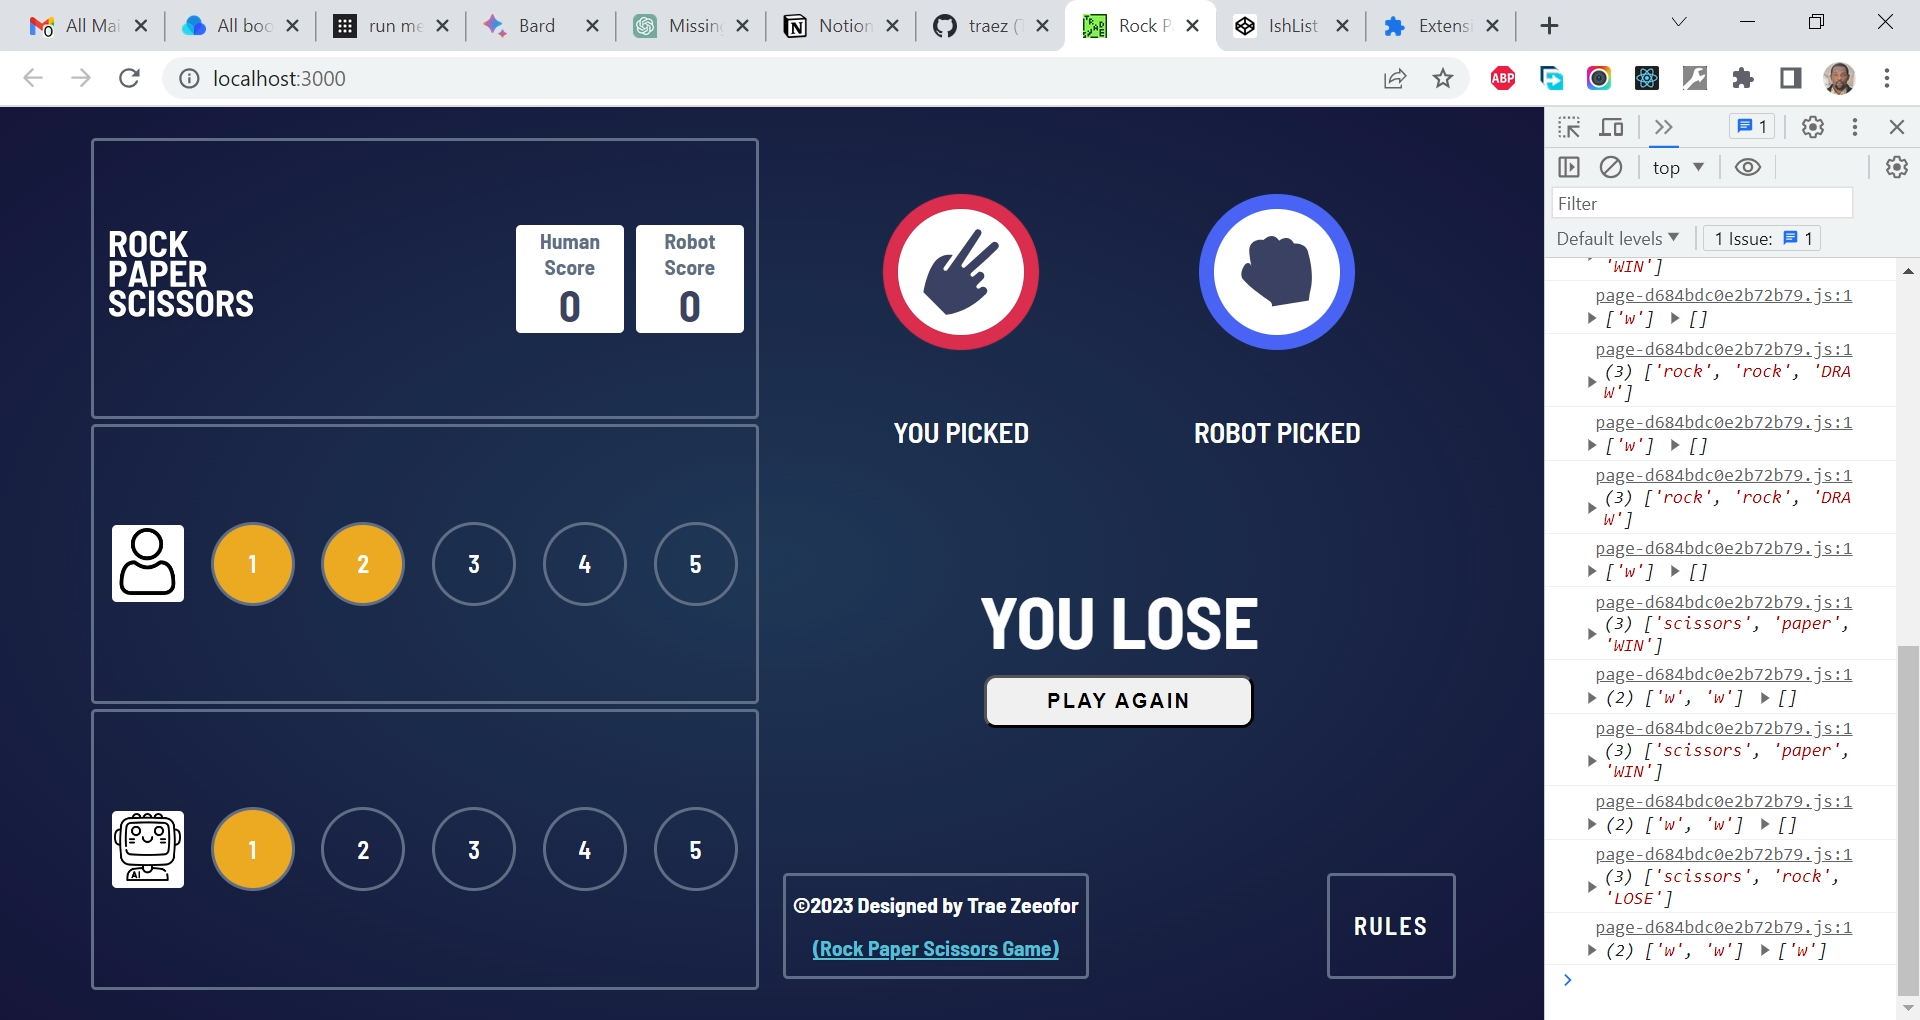 All Mai
All boo
run me
Bard
Missing
Notion
traez (T
Rock P
IshList
Extensi
localhost:3000
ABP
ROCK
PAPER
SCISSORS
Human
Score
0
Robot
Score
0
1
2
3
4
5
AI
1
2
3
4
5
YOU PICKED
ROBOT PICKED
YOU LOSE
PLAY AGAIN
©2023 Designed by Trae Zeeofor
(Rock Paper Scissors Game)
RULES
1
top
Filter
Default levels
1 Issue:
1
'WIN']
page-d684bdc0e2b72b79.js:1
['w'] []
page-d684bdc0e2b72b79.js:1
(3) ['rock', 'rock', 'DRA
W']
page-d684bdc0e2b72b79.js:1
['w'] []
page-d684bdc0e2b72b79.js:1
(3) ['rock', 'rock', 'DRA
W']
page-d684bdc0e2b72b79.js:1
['w'] []
page-d684bdc0e2b72b79.js:1
(3) ['scissors', 'paper',
'WIN']
page-d684bdc0e2b72b79.js:1
(2) ['w', 'w'] []
page-d684bdc0e2b72b79.js:1
(3) ['scissors', 'paper',
'WIN']
page-d684bdc0e2b72b79.js:1
(2) ['w', 'w'] []
page-d684bdc0e2b72b79.js:1
(3) ['scissors', 'rock',
'LOSE']
page-d684bdc0e2b72b79.js:1
(2) ['w', 'w'] ['w']